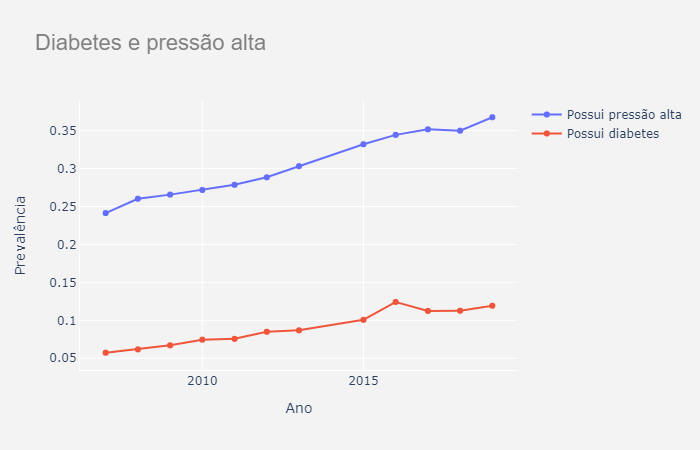 Diabetes e pressão alta
Possui pressão alta
Possui diabetes
0.35
0.3
0.25
0.2
0.15
0.1
0.05
Prevalência
2010
2015
Ano